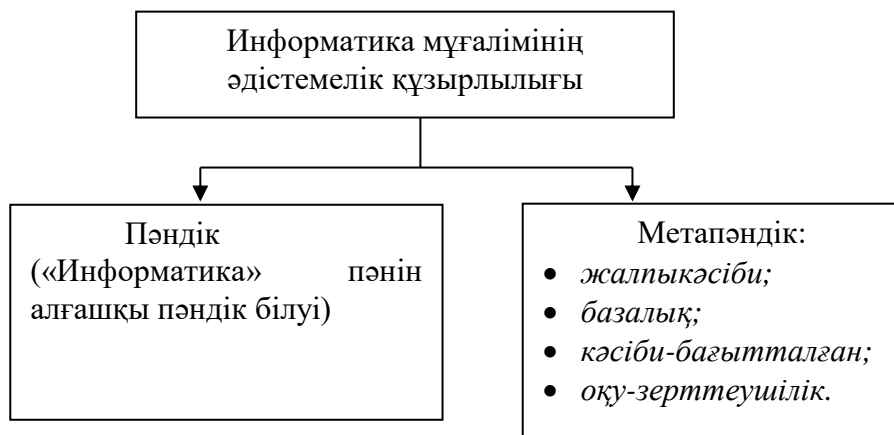 Информатика мұғалімінің
әдістемелік құзырлылығы
Пәндік
(«Информатика» пәнін
алғашқы пәндік білуі)
Метапәндік:
• жалпыкәсіби;
• базалық;
• кәсіби-бағытталған;
• оқу-зерттеушілік.